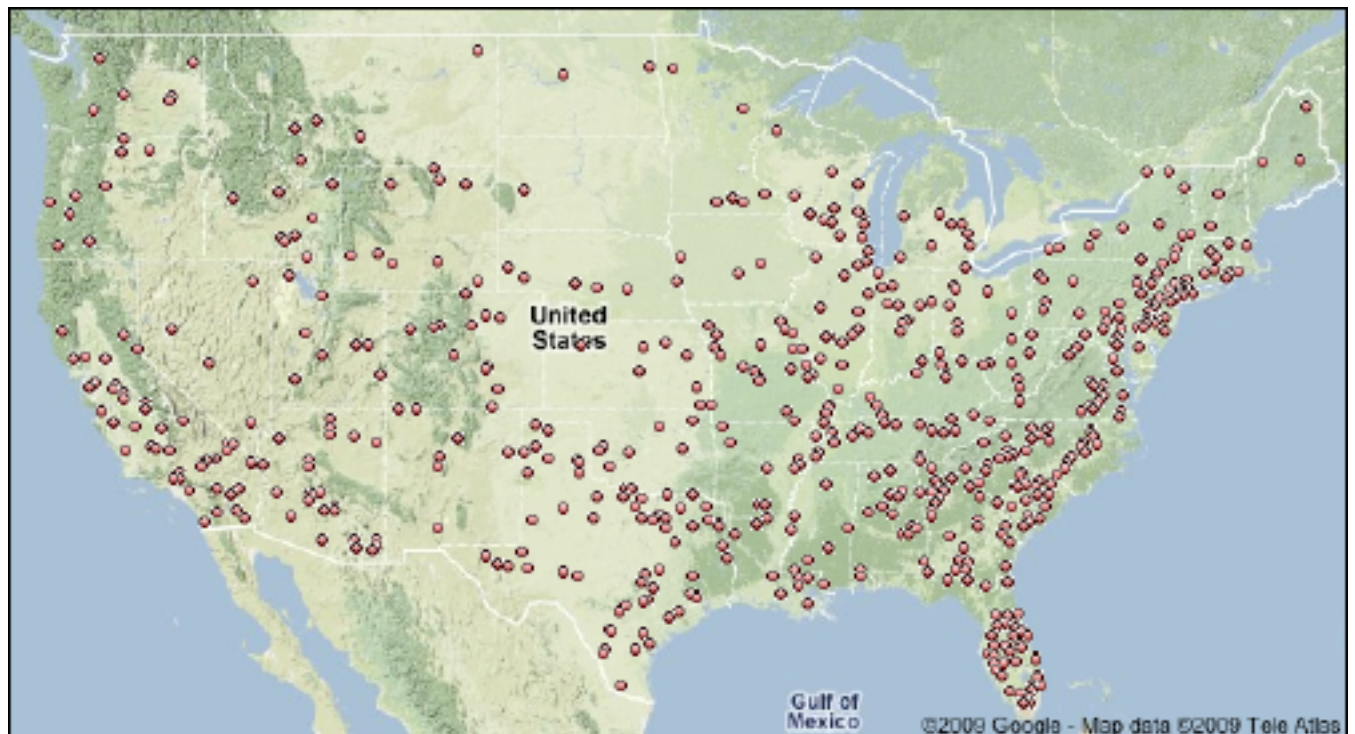 United
States
Gulf of
Mexico
©2009 Google - Map data ©2009 Tele Atlas